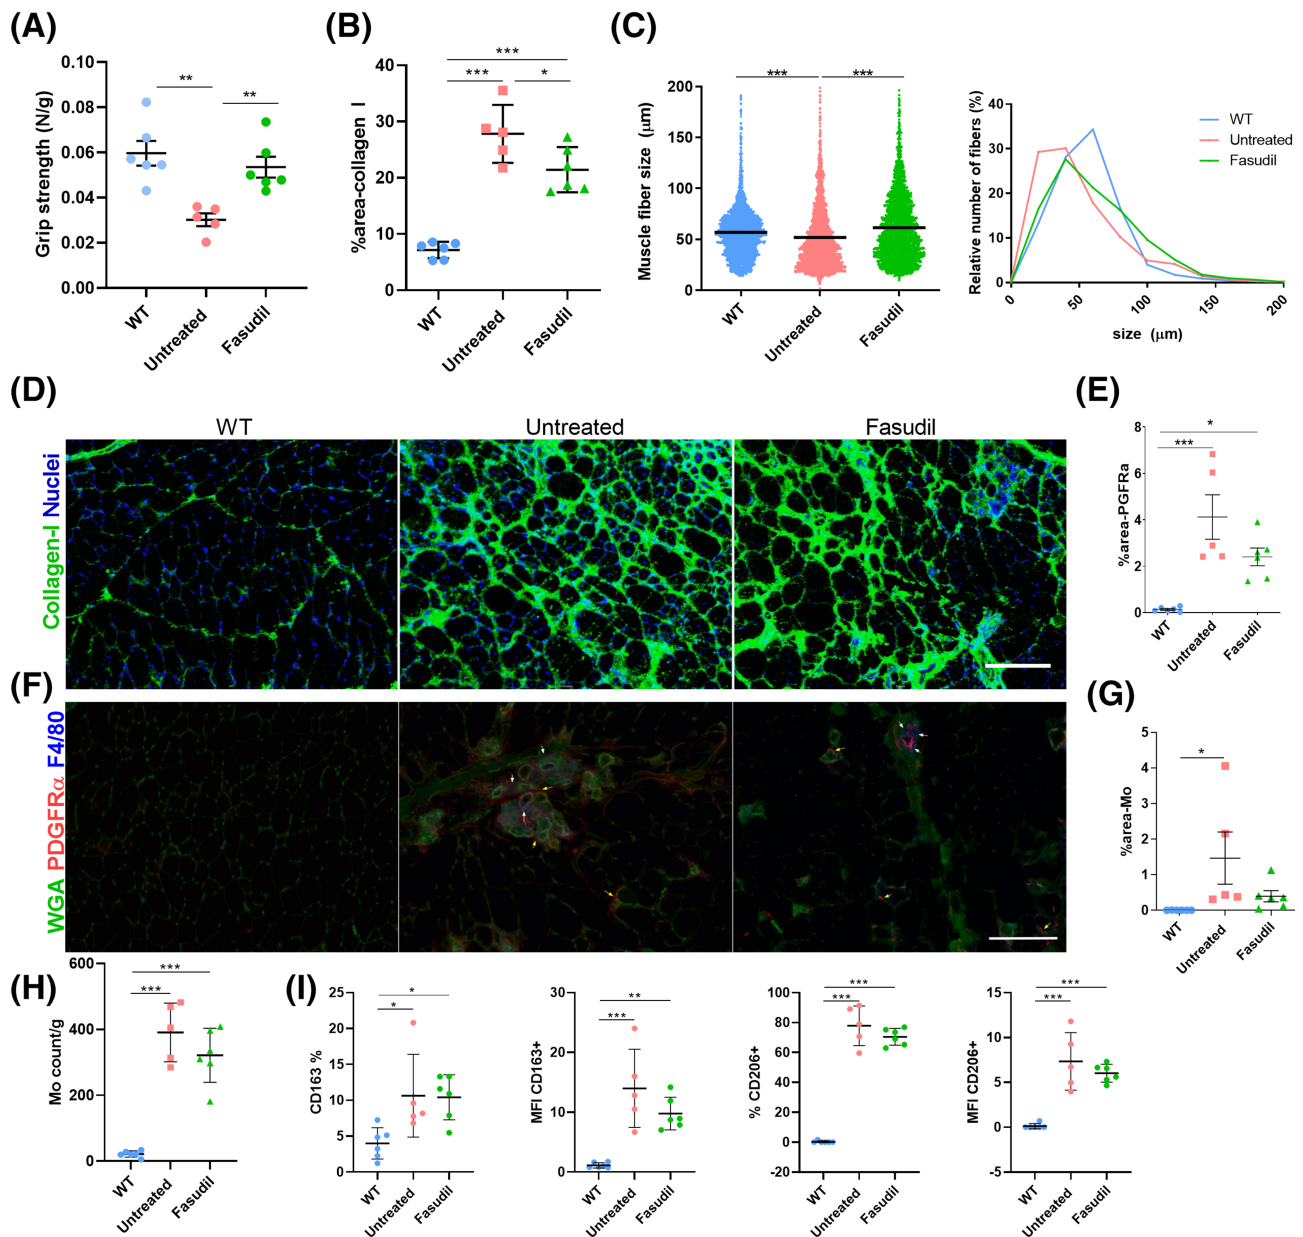 (A)
Grip strength (N/g)
0.10
0.08
0.06
0.04
0.02
0.00
**
**
WT
Untreated
Fasudil
(B)
%area-collagen I
40
30
20
10
0
***
***
*
WT
Untreated
Fasudil
(C)
Muscle fiber size (µm)
200
150
100
50
0
***
***
WT
Untreated
Fasudil
Relative number of fibers (%)
40
30
20
10
0
0
50
100
150
200
size (µm)
WT
Untreated
Fasudil
(D)
WT
Untreated
Fasudil
Collagen-I Nuclei
(E)
%area-PGFRa
8
6
4
2
0
*
***
WT
Untreated
Fasudil
(F)
WGA PDGFRα F4/80
(G)
%area-Mo
5
4
3
2
1
0
*
WT
Untreated
Fasudil
(H)
Mo count/g
600
400
200
0
***
***
WT
Untreated
Fasudil
(I)
CD163 %
25
20
15
10
5
0
*
*
WT
Untreated
Fasudil
MFI CD163+
30
20
10
0
**
***
WT
Untreated
Fasudil
% CD206+
100
80
60
40
20
0
-20
***
***
WT
Untreated
Fasudil
MFI CD206+
15
10
5
0
-5
***
***
WT
Untreated
Fasudil